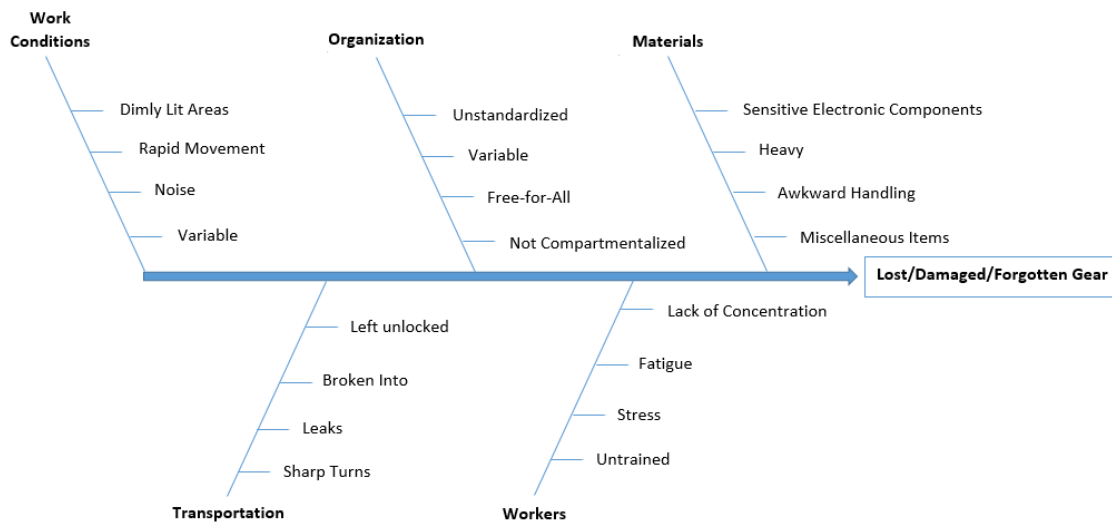 Work
Conditions
Dimly Lit Areas
Rapid Movement
Noise
Variable
Organization
Unstandardized
Variable
Free-for-All
Not Compartmentalized
Materials
Sensitive Electronic Components
Heavy
Awkward Handling
Miscellaneous Items
Lost/Damaged/Forgotten Gear
Left unlocked
Broken Into
Leaks
Sharp Turns
Transportation
Lack of Concentration
Fatigue
Stress
Untrained
Workers